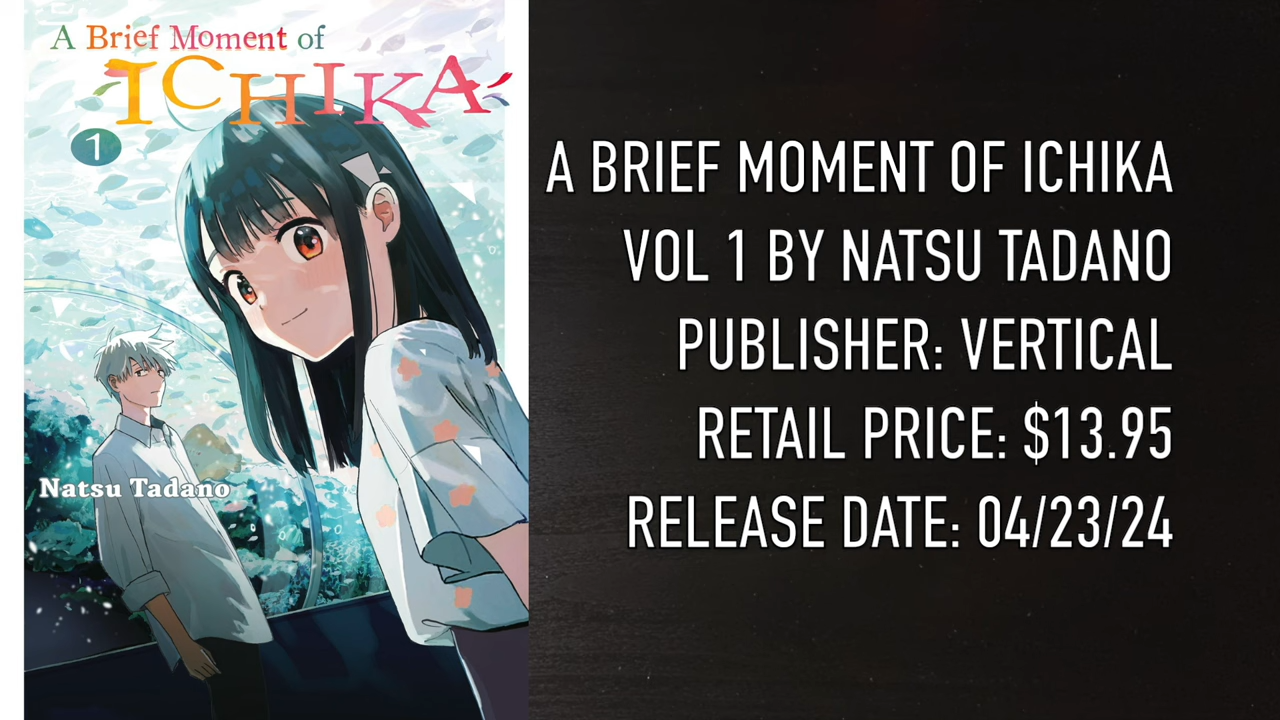 A Brief Moment of
ICHIKA
1
Natsu Tadano
A BRIEF MOMENT OF ICHIKA
VOL 1 BY NATSU TADANO
PUBLISHER: VERTICAL
RETAIL PRICE: $13.95
RELEASE DATE: 04/23/24